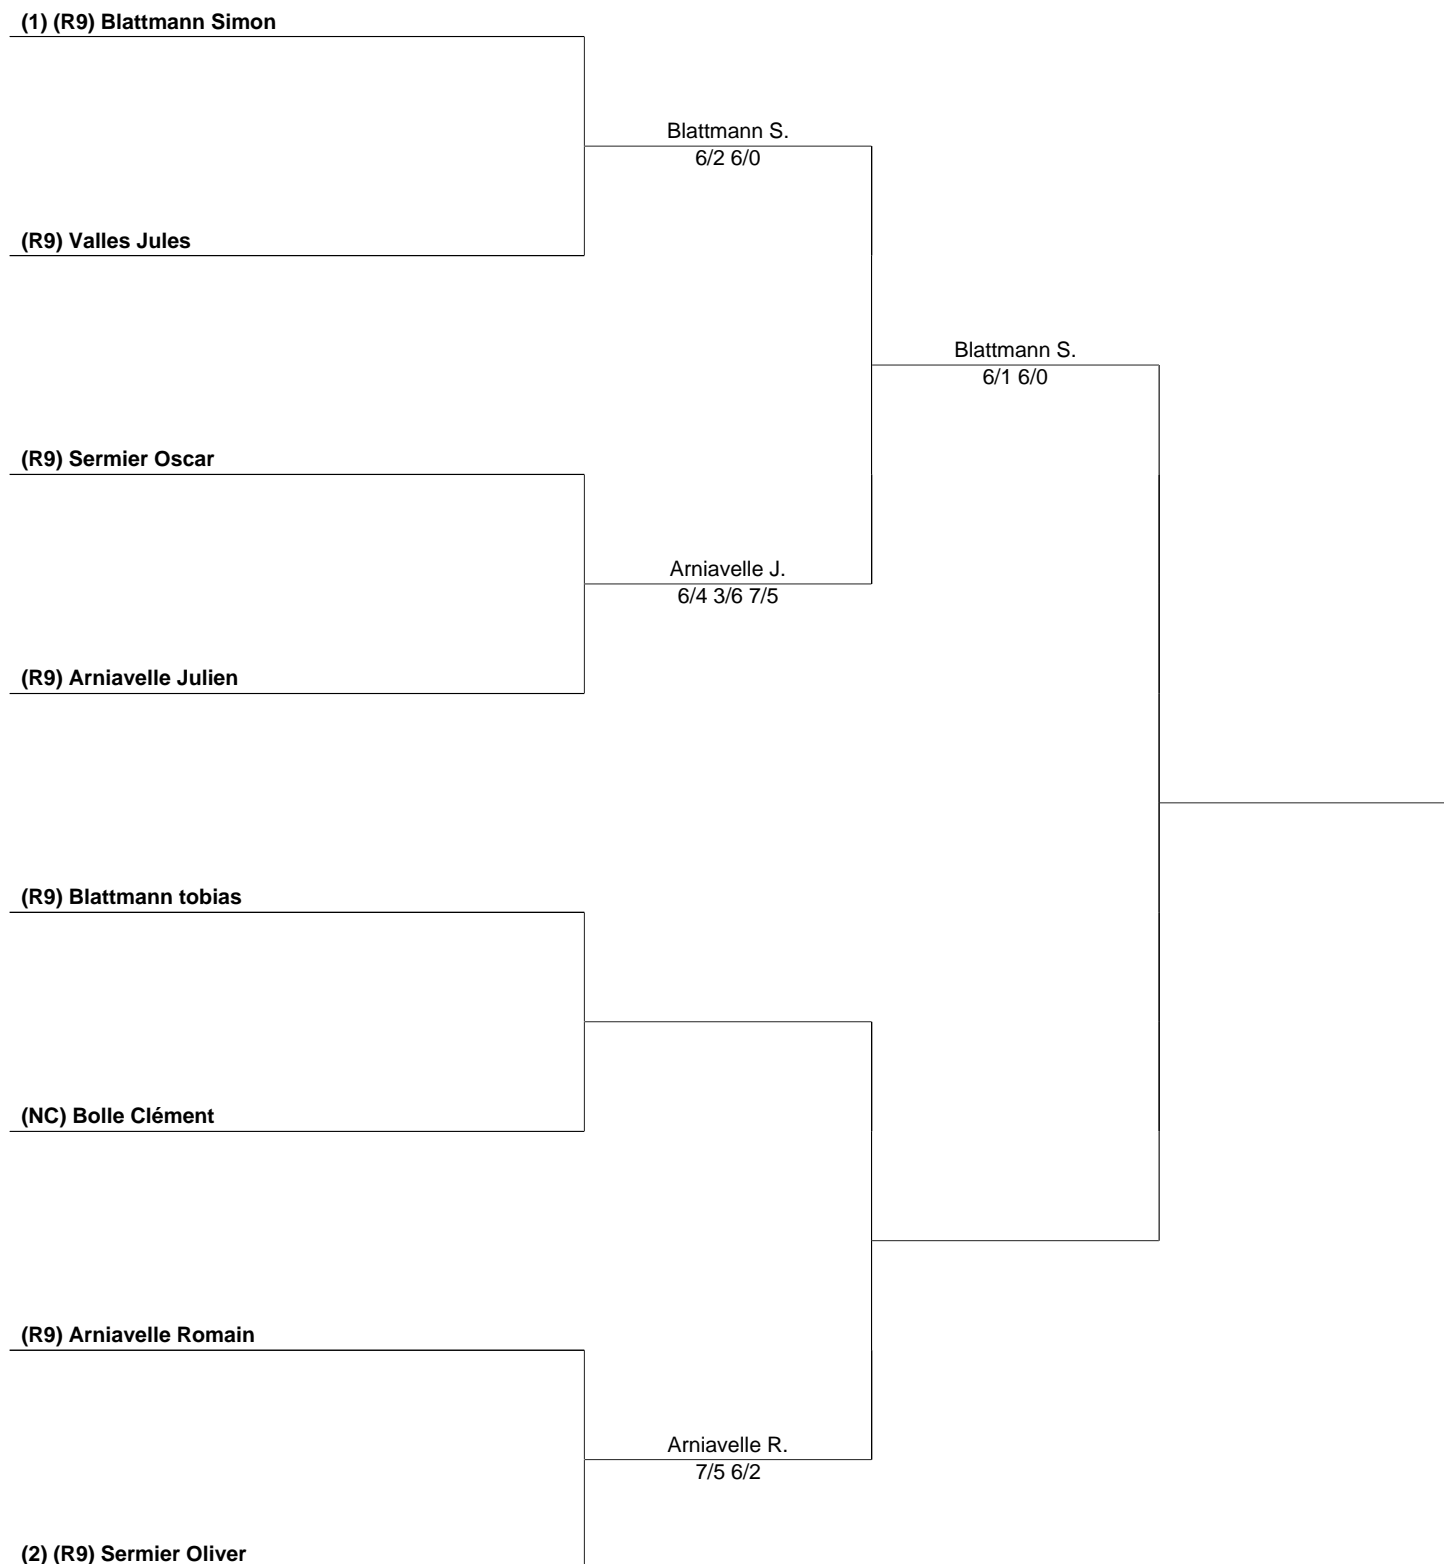 (1) (R9) Blattmann Simon
Blattmann S.
6/2 6/0
(R9) Valles Jules
Blattmann S.
6/1 6/0
(R9) Sermier Oscar
Arniavelle J.
6/4 3/6 7/5
(R9) Arniavelle Julien
(R9) Blattmann tobias
(NC) Bolle Clément
(R9) Arniavelle Romain
Arniavelle R.
7/5 6/2
(2) (R9) Sermier Oliver